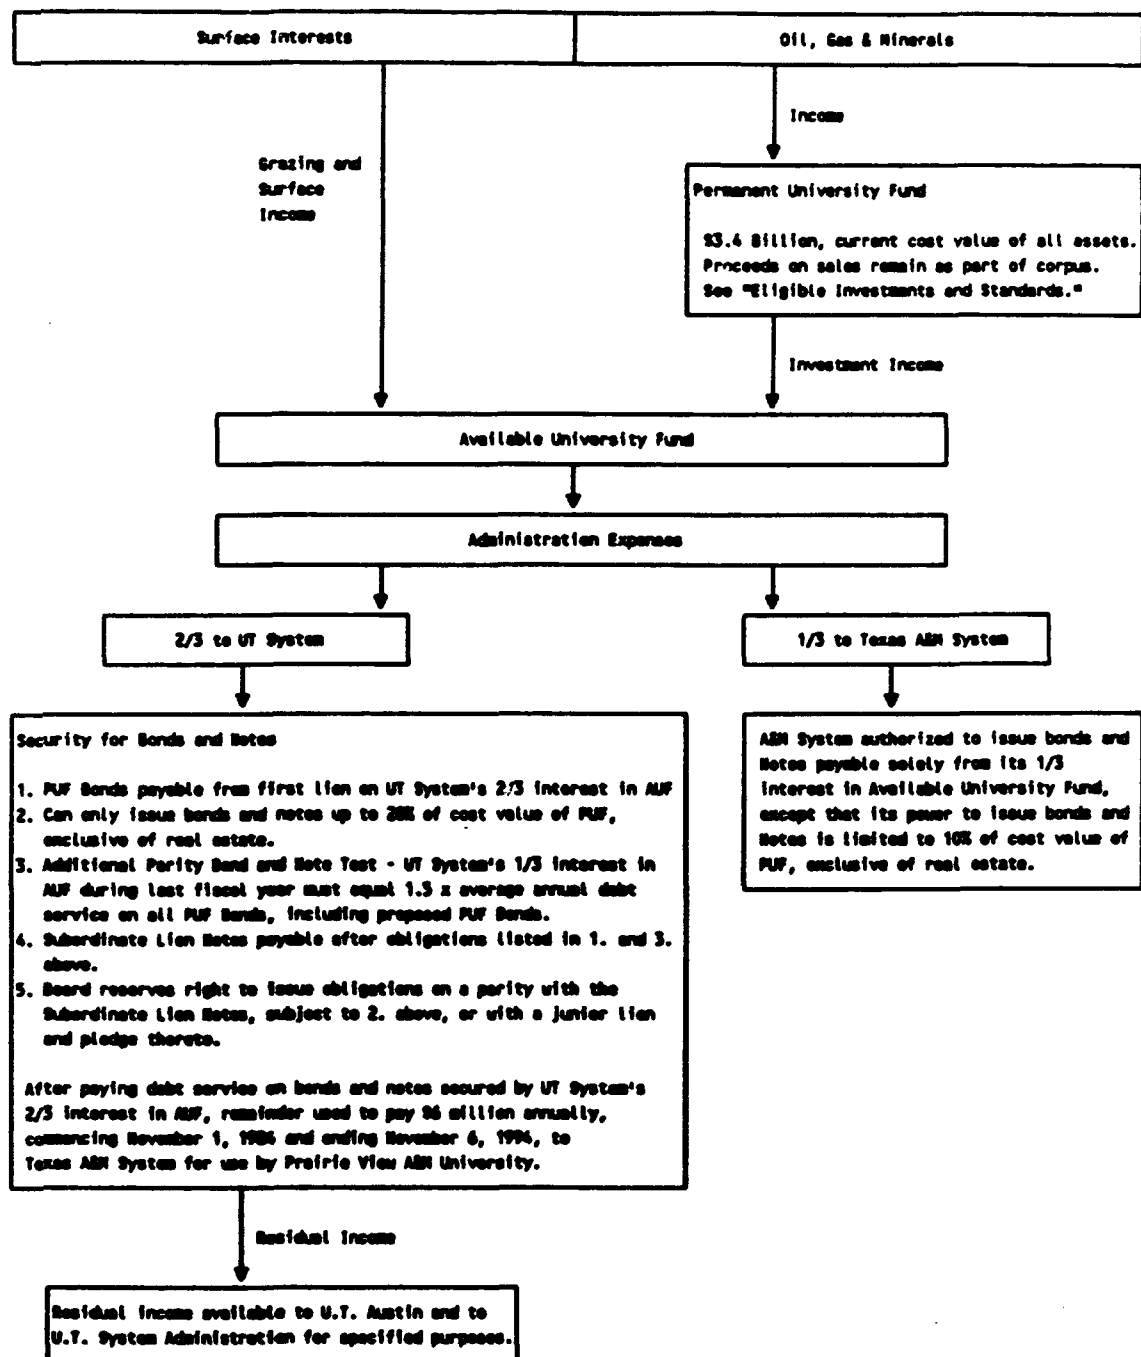 Surface Interests
Oil, Gas & Minerals
Income
Grazing and
Surface
Income
Permanent University Fund
$3.4 Billion, current cost value of all assets.
Proceeds on sales remain as part of corpus.
See "Eligible Investments and Standards."
Investment Income
Available University Fund
Administration Expenses
2/3 to UT System
1/3 to Texas A&M System
Security for Bonds and Notes
1. PUF Bonds payable from first lien on UT System's 2/3 interest in AUF
2. Can only issue bonds and notes up to 20% of cost value of PUF,
exclusive of real estate.
3. Additional Parity Bond and Note Test - UT System's 1/3 interest in
AUF during last fiscal year must equal 1.5 x average annual debt
service on all PUF Bonds, including proposed PUF Bonds.
4. Subordinate Lien Notes payable after obligations listed in 1. and 3.
above.
5. Board reserves right to issue obligations on a parity with the
Subordinate Lien Notes, subject to 2. above, or with a junior lien
and pledge thereto.
After paying debt service on bonds and notes secured by UT System's
2/3 interest in AUF, remainder used to pay $6 million annually,
commencing November 1, and ending November 6, 1994, to
Texas A&M System for use by Prairie View A&M University.
A&M System authorized to issue bonds and
Notes payable solely from its 1/3
interest in Available University Fund,
except that its power to issue bonds and
Notes is limited to 10% of cost value of
PUF, exclusive of real estate.
Residual Income
Residual income available to U.T. Austin and to
U.T. System Administration for specified purposes.